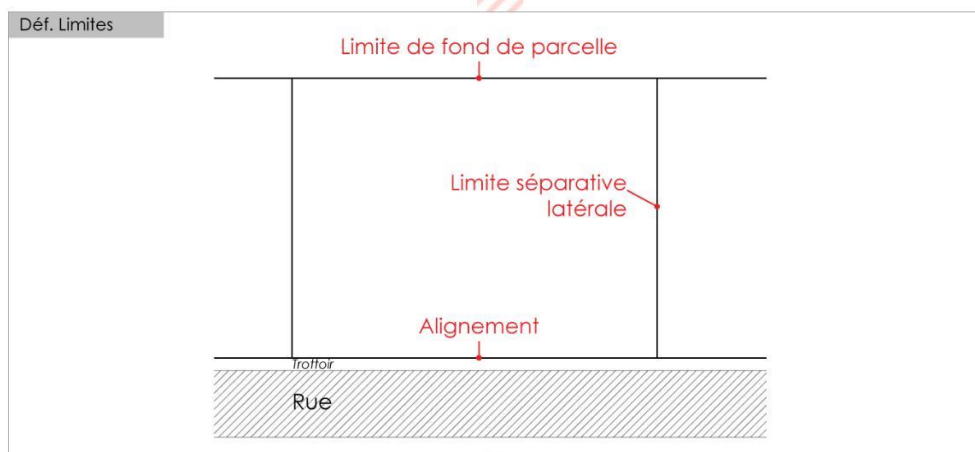 Déf. Limites
Limite de fond de parcelle
Limite séparative
latérale
Alignement
Trottoir
Rue